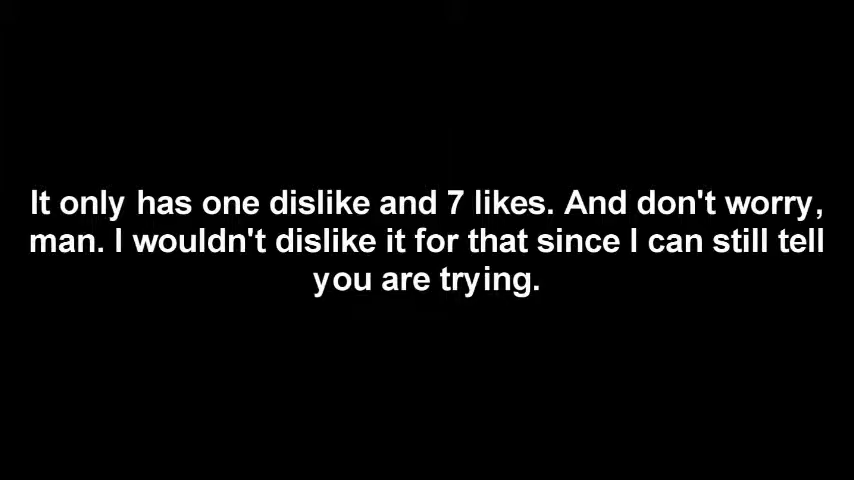 It only has one dislike and 7 likes. And don't worry,
man. I wouldn't dislike it for that since I can still tell
you are trying.